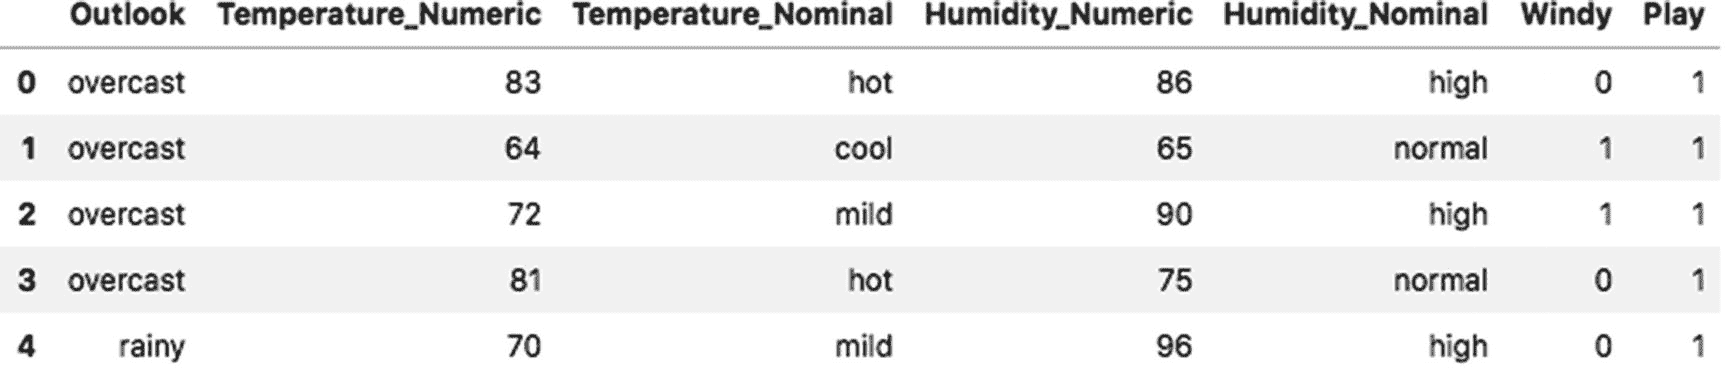 Outlook Temperature_Numeric Temperature_Nominal Humidity_Numeric Humidity_Nominal Windy Play
0 overcast 83 hot 86 high 0 1
1 overcast 64 cool 65 normal 1 1
2 overcast 72 mild 90 high 1 1
3 overcast 81 hot 75 normal 0 1
4 rainy 70 mild 96 high 0 1